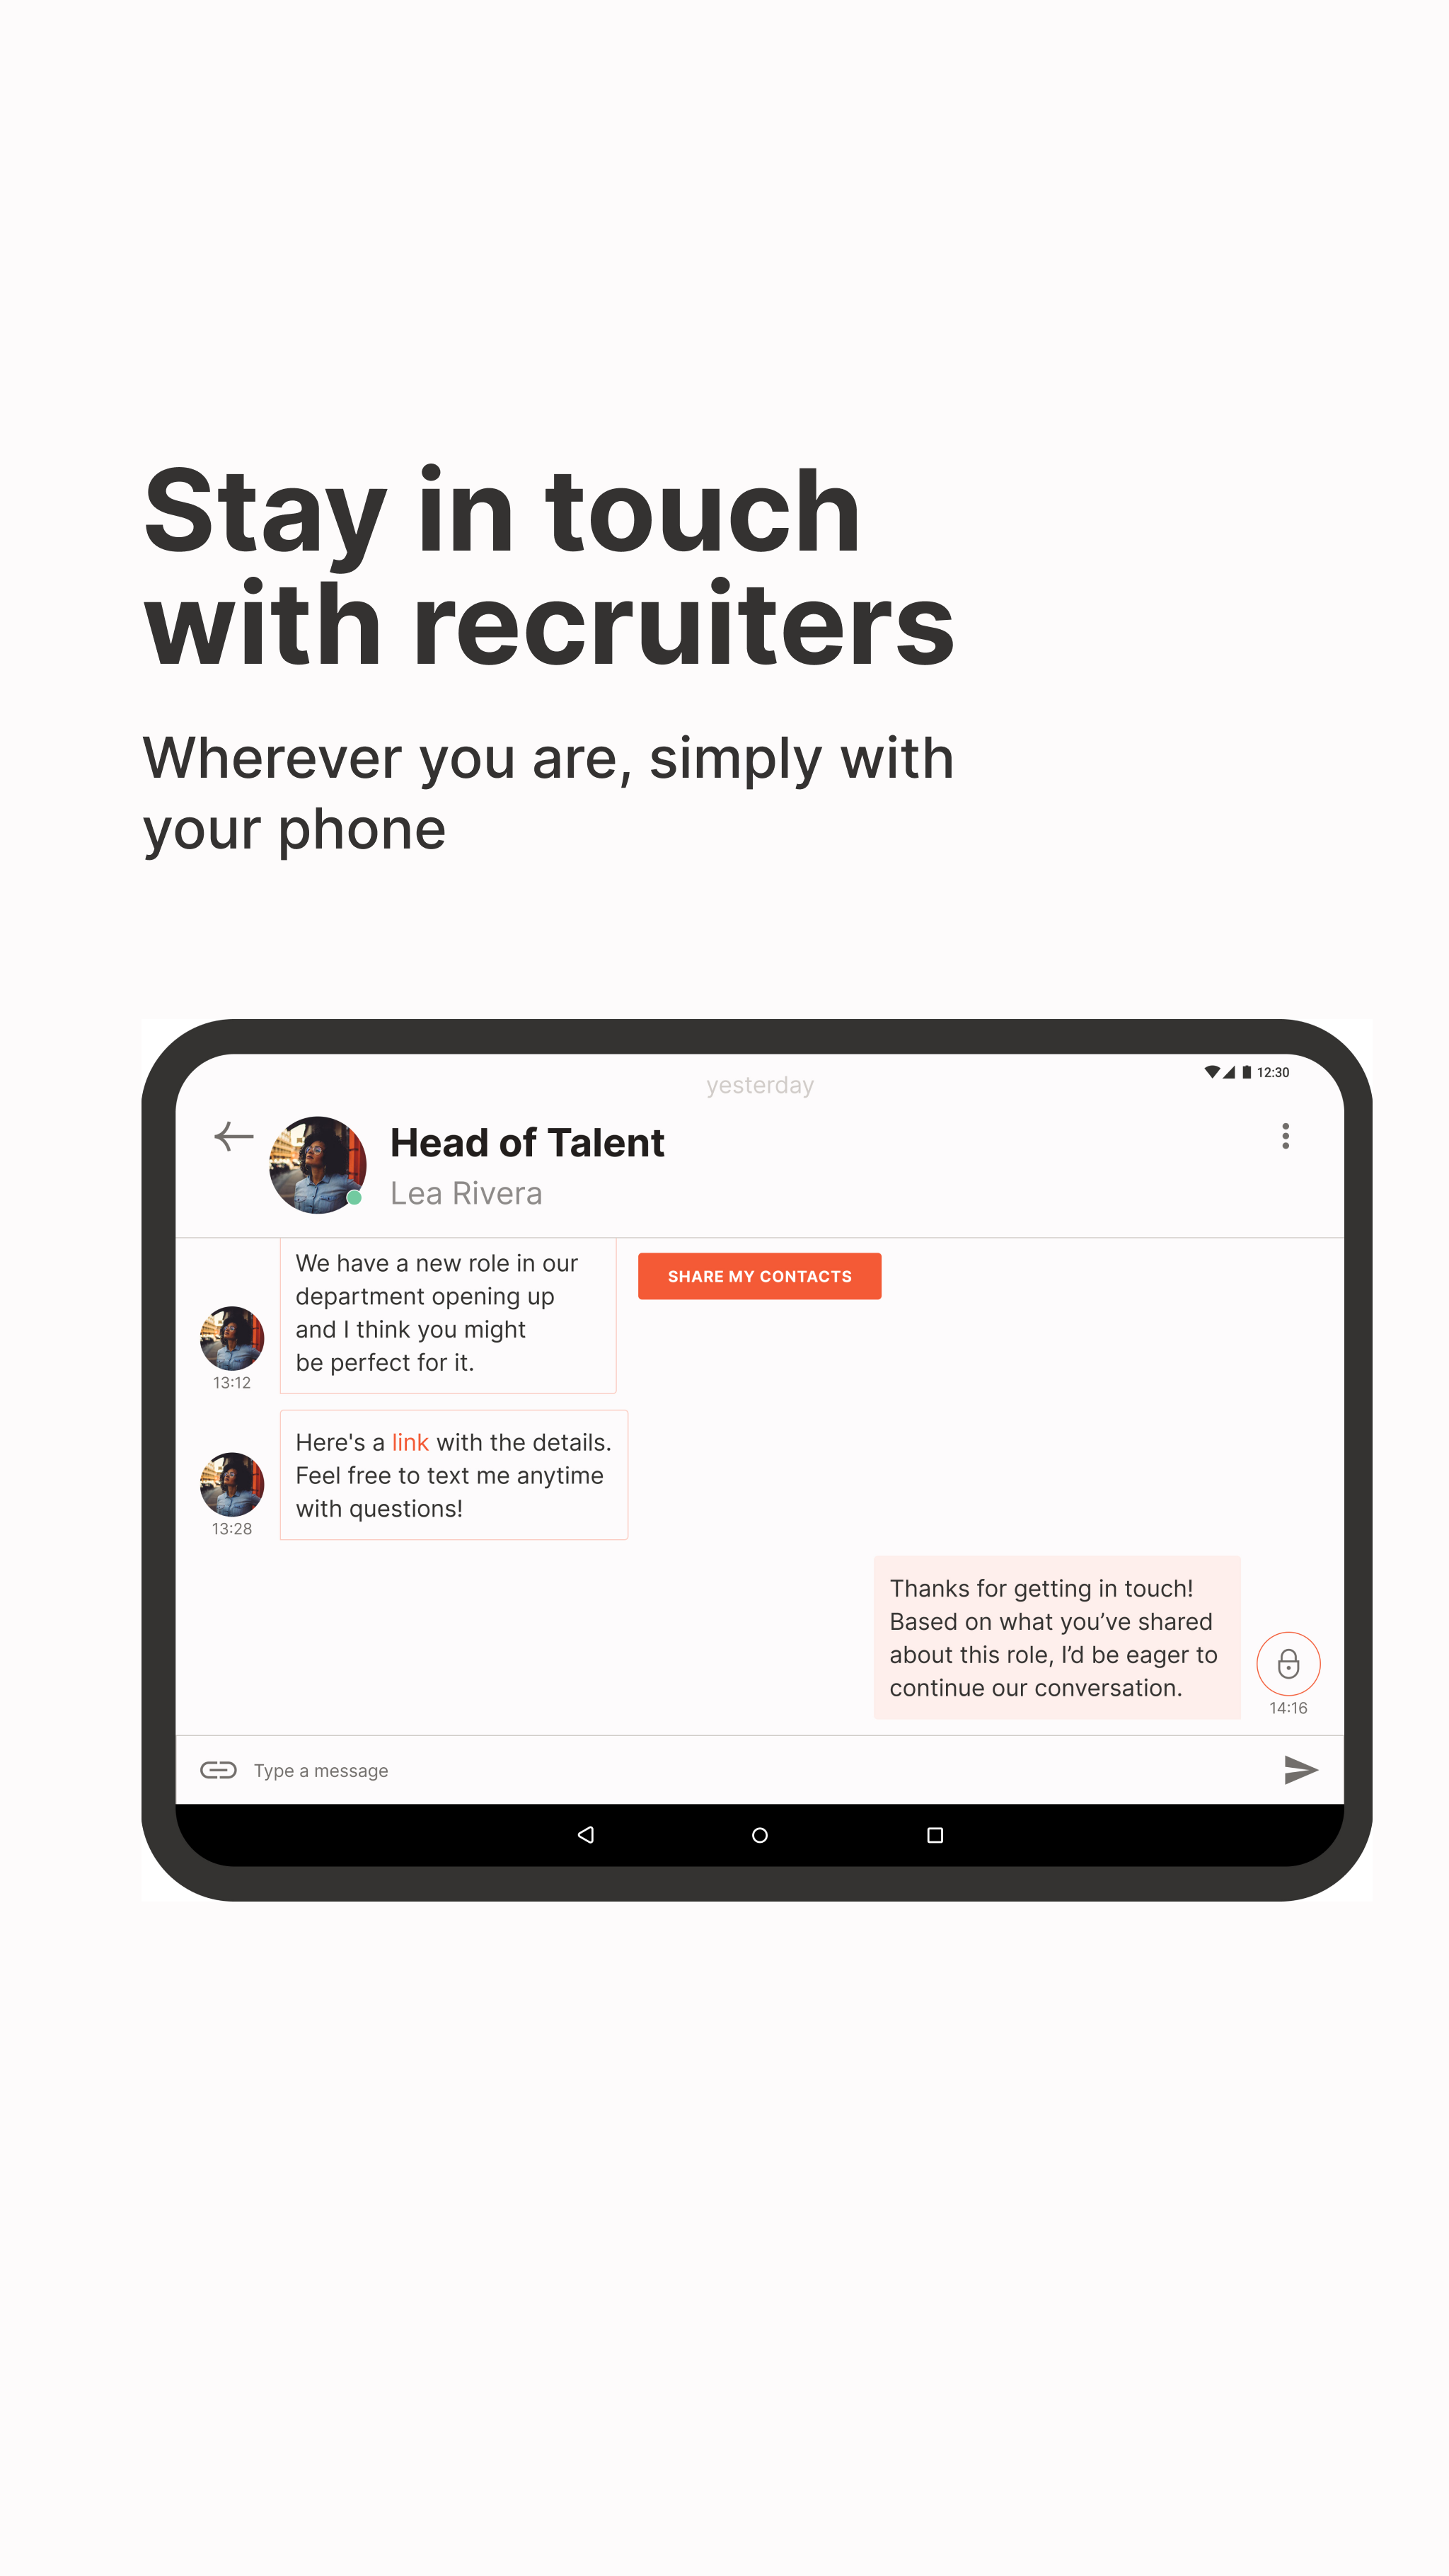 Stay in touch
with recruiters
Wherever you are, simply with
your phone
12:30
yesterday
Head of Talent
Lea Rivera
We have a new role in our
department opening up
and I think you might
be perfect for it.
13:12
SHARE MY CONTACTS
Here's a link with the details.
Feel free to text me anytime
with questions!
13:28
Thanks for getting in touch!
Based on what you’ve shared
about this role, I’d be eager to
continue our conversation.
14:16
Type a message